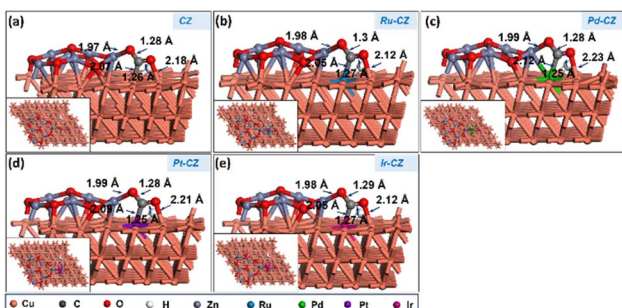 (a) CZ
1.28 Å
1.97 Å
2.07 Å
2.18 Å
1.26 Å
(b) Ru-CZ
1.98 Å
1.3 Å
2.05 Å
2.12 Å
1.27 Å
(c) Pd-CZ
1.99 Å
1.28 Å
2.12 Å
2.23 Å
1.25 Å
(d) Pt-CZ
1.99 Å
1.28 Å
2.09 Å
2.21 Å
1.25 Å
(e) Ir-CZ
1.98 Å
1.29 Å
2.05 Å
2.12 Å
1.27 Å
Cu C O H Zn Ru Pd Pt Ir